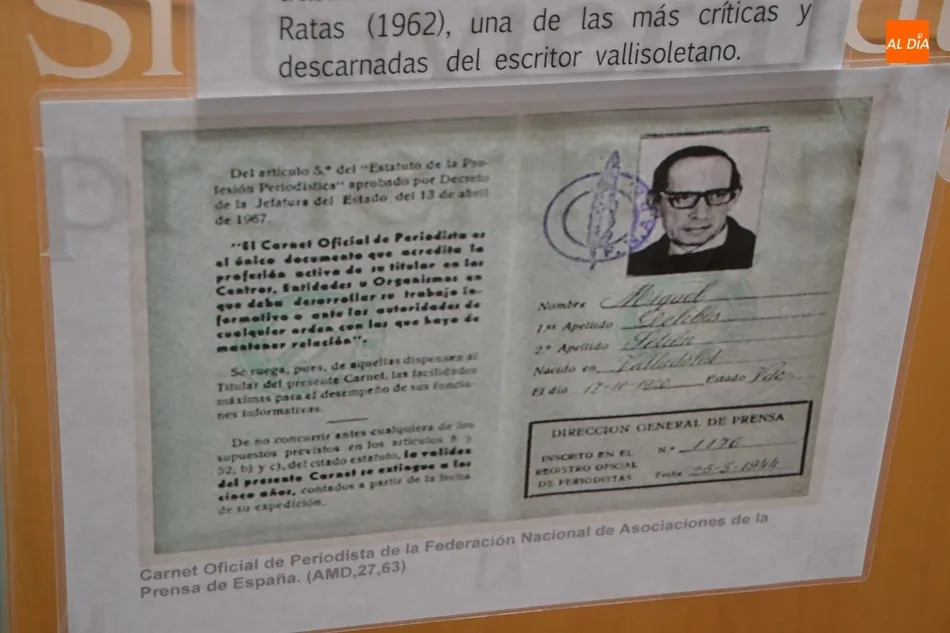 Ratas (1962), una de las más críticas y
descarnadas del escritor vallisoletano.
AL DÍA
Del artículo 5.º del "Estatuto de la Pro-
fesión Periodística" aprobado por Decreto
de la Jefatura del Estado del 13 de abril
de 1967.
"El Carnet Oficial de Periodista es
el único documento que acredita la
profesión activa de su titular en los
Centros, Entidades u Organismos en
que deba desarrollar su trabajo in-
formativo o ante las autoridades de
cualquier orden con las que haya de
mantener relación".
Se ruega, pues, de aquellas dispensen al
Titular del presente Carnet, las facilidades
máximas para el desempeño de sus funcio-
nes informativas.
De no concurrir antes cualquiera de los
supuestos previstos en los artículos 8 y
52, b) y c), del citado estatuto, la validez
del presente Carnet se extingue a los
cinco años, contados a partir de la fecha
de su expedición.
Nombre Miguel
1.er Apellido Delibes
2.º Apellido Setién
Nacido en Valladolid
El día 17-10-1920 Estado Vdo.
DIRECCION GENERAL DE PRENSA
INSCRITO EN EL
REGISTRO OFICIAL
DE PERIODISTAS
N.º 1176
Fecha 25-5-1944
Carnet Oficial de Periodista de la Federación Nacional de Asociaciones de la
Prensa de España. (AMD,27,63)